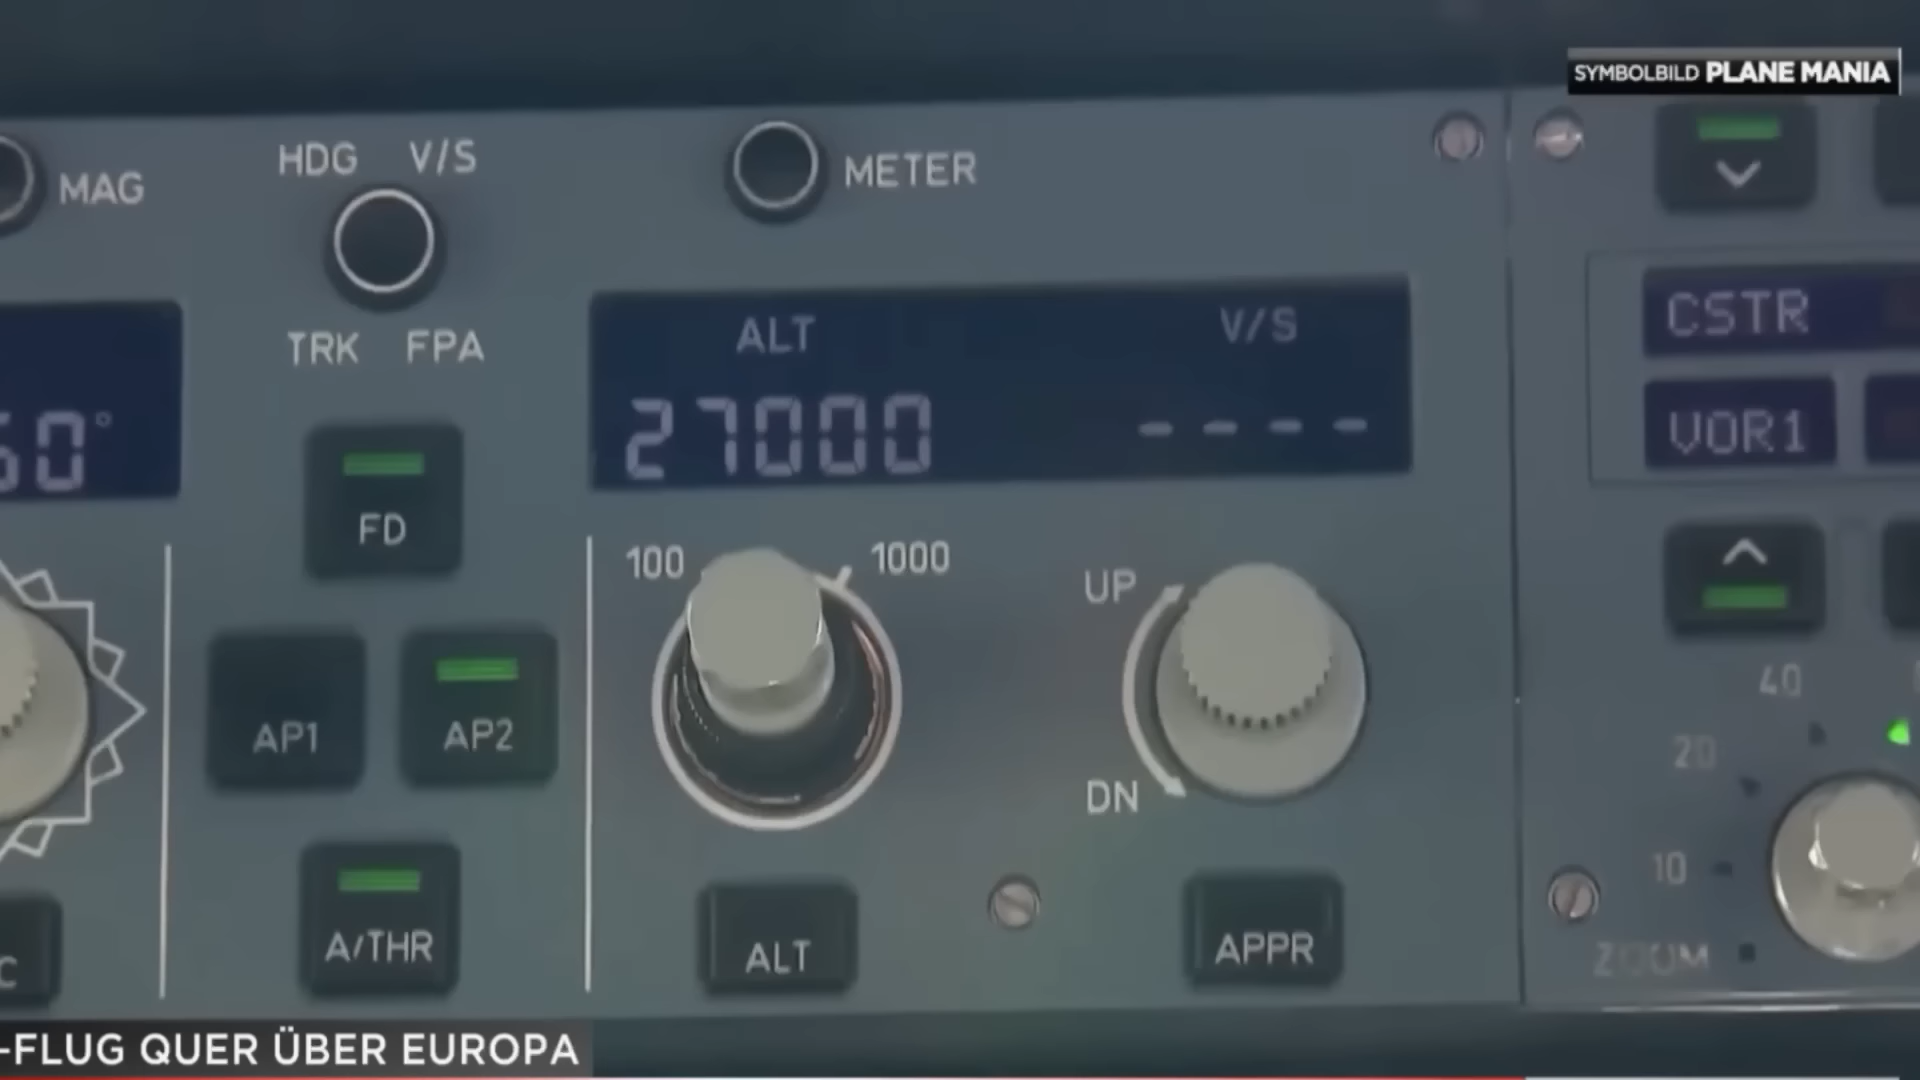 SYMBOLBILD PLANE MANIA
MAG
HDG V/S
METER
TRK FPA
ALT V/S
27000 - - - -
CSTR
VOR1
0°
FD
100 1000
UP
DN
AP1 AP2
A/THR
ALT
APPR
40
20
10
ZOOM
-FLUG QUER ÜBER EUROPA